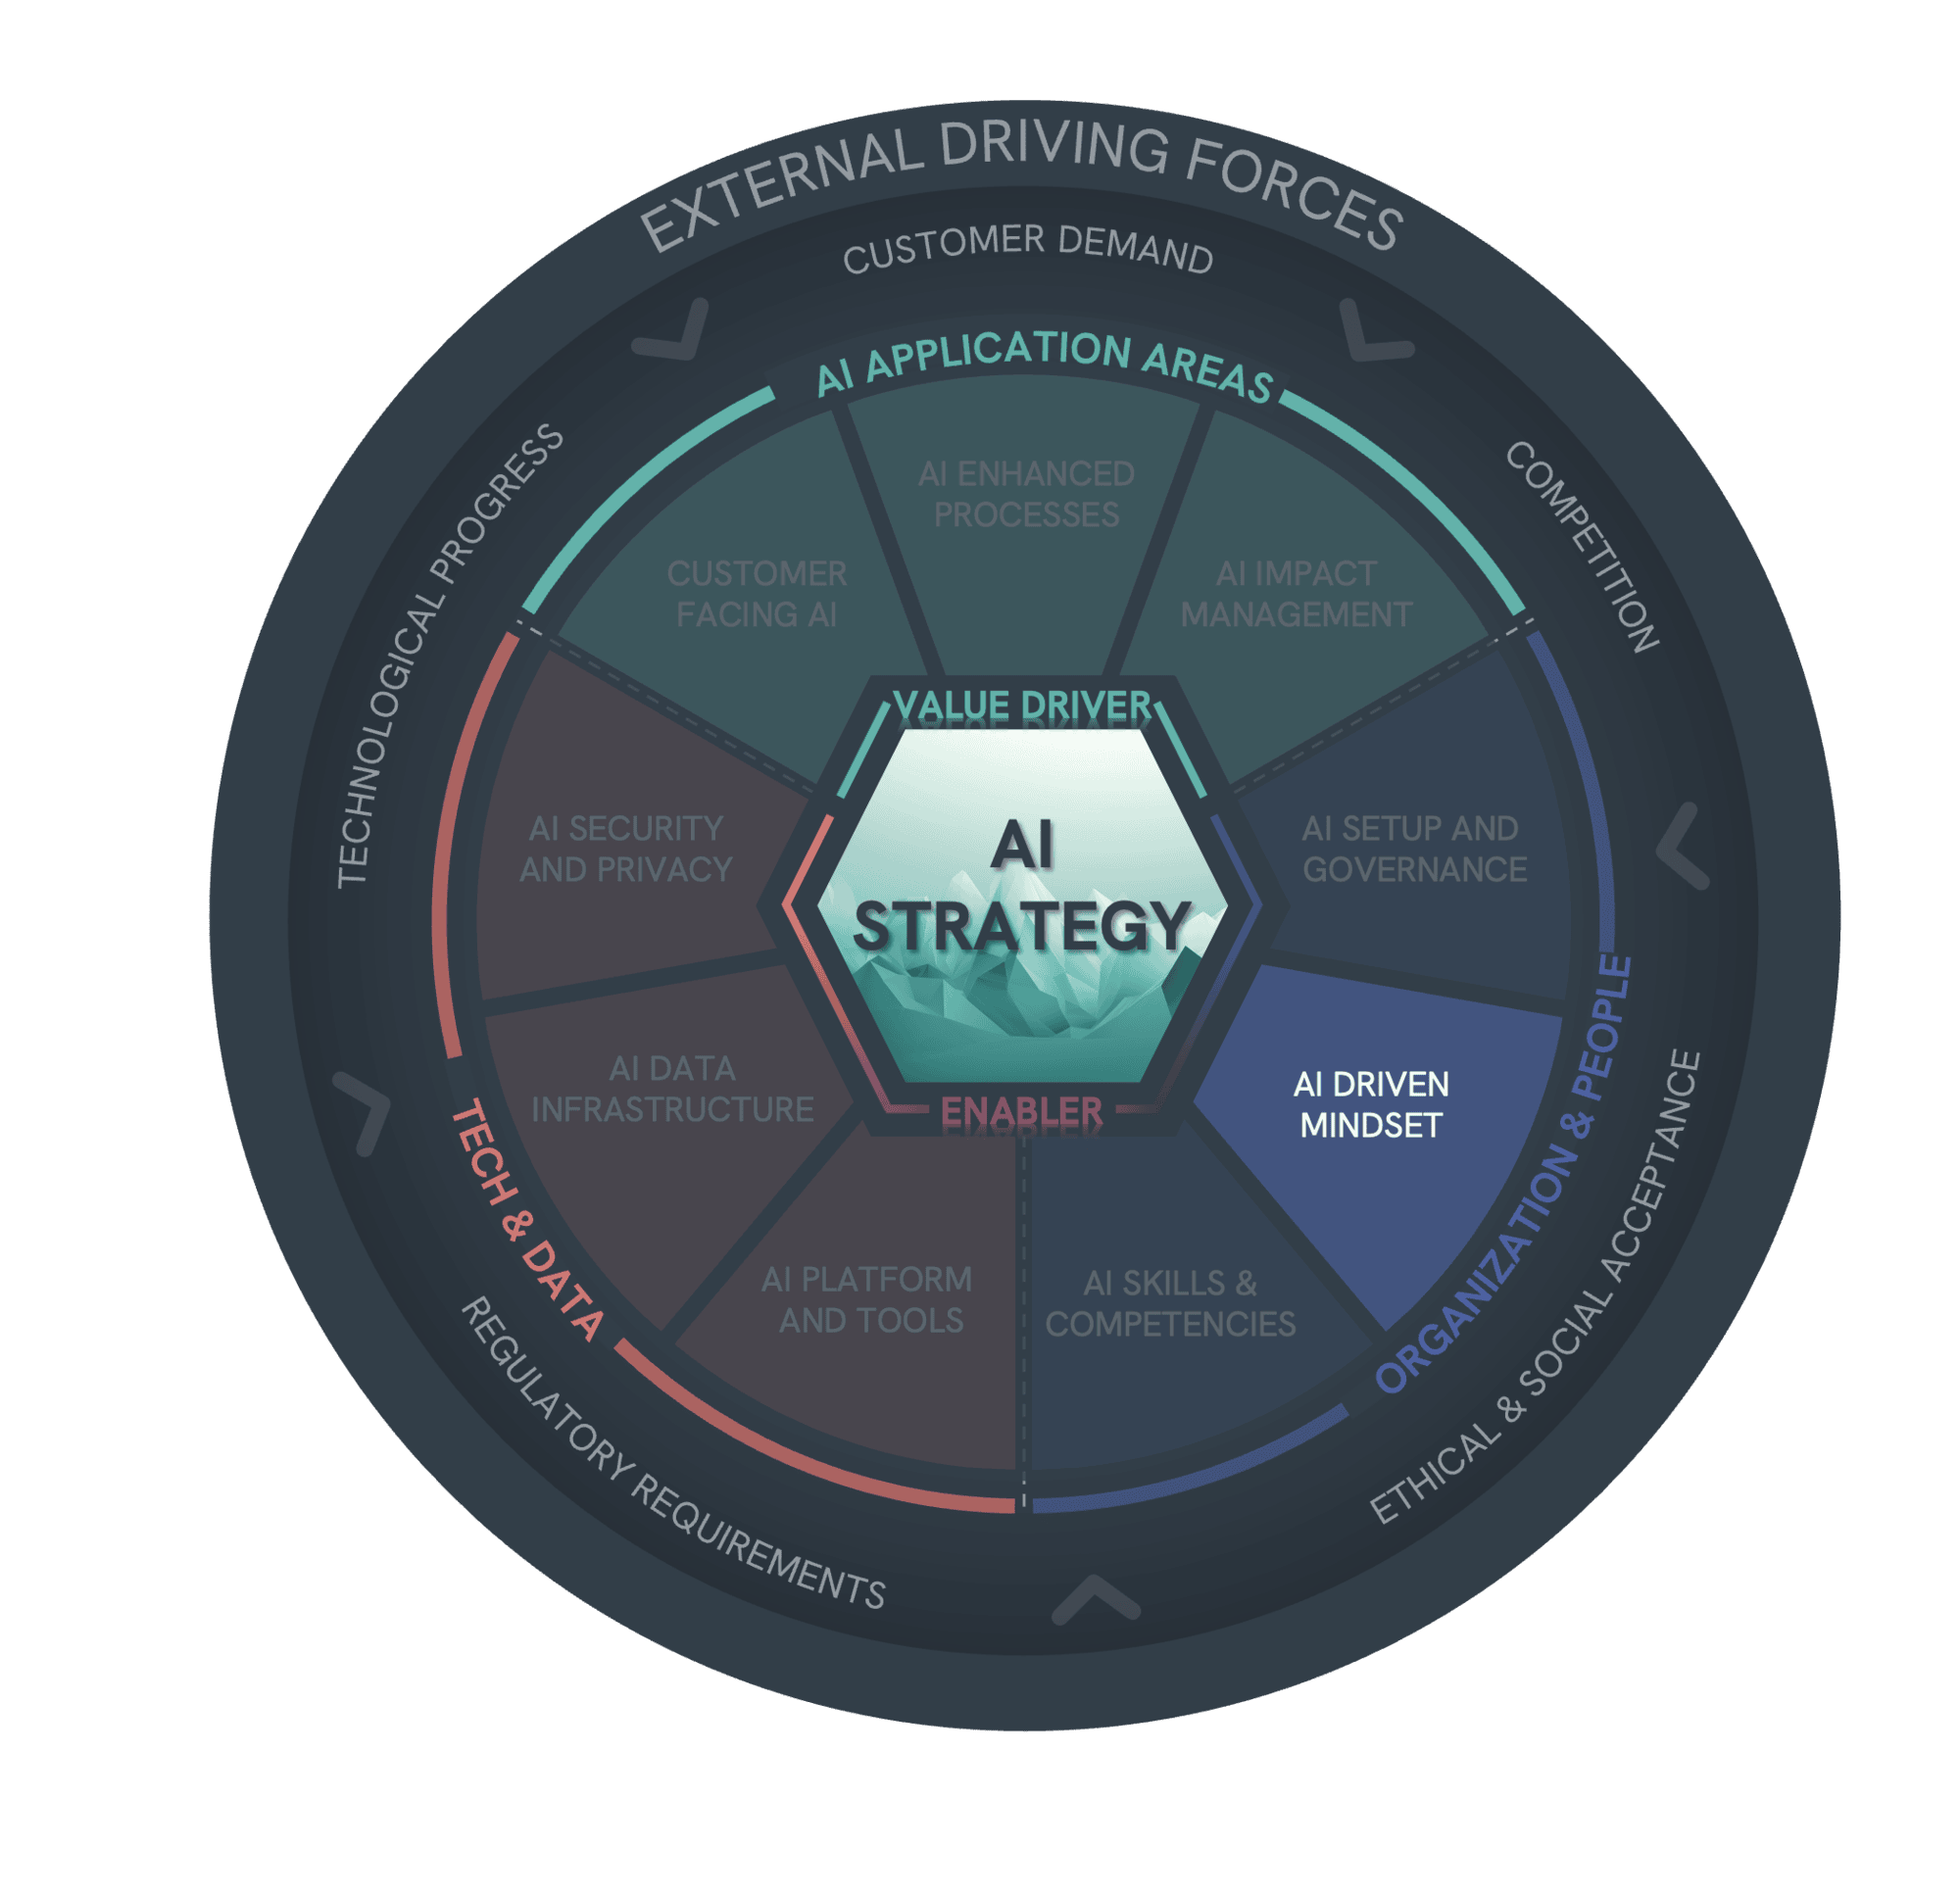 EXTERNAL DRIVING FORCES
CUSTOMER DEMAND
COMPETITION
ETHICAL & SOCIAL ACCEPTANCE
REGULATORY REQUIREMENTS
TECHNOLOGICAL PROGRESS
AI APPLICATION AREAS
CUSTOMER
FACING AI
AI ENHANCED
PROCESSES
AI IMPACT
MANAGEMENT
ORGANIZATION & PEOPLE
AI SETUP AND
GOVERNANCE
AI DRIVEN
MINDSET
AI SKILLS &
COMPETENCIES
TECH & DATA
AI PLATFORM
AND TOOLS
AI DATA
INFRASTRUCTURE
AI SECURITY
AND PRIVACY
VALUE DRIVER
AI
STRATEGY
ENABLER